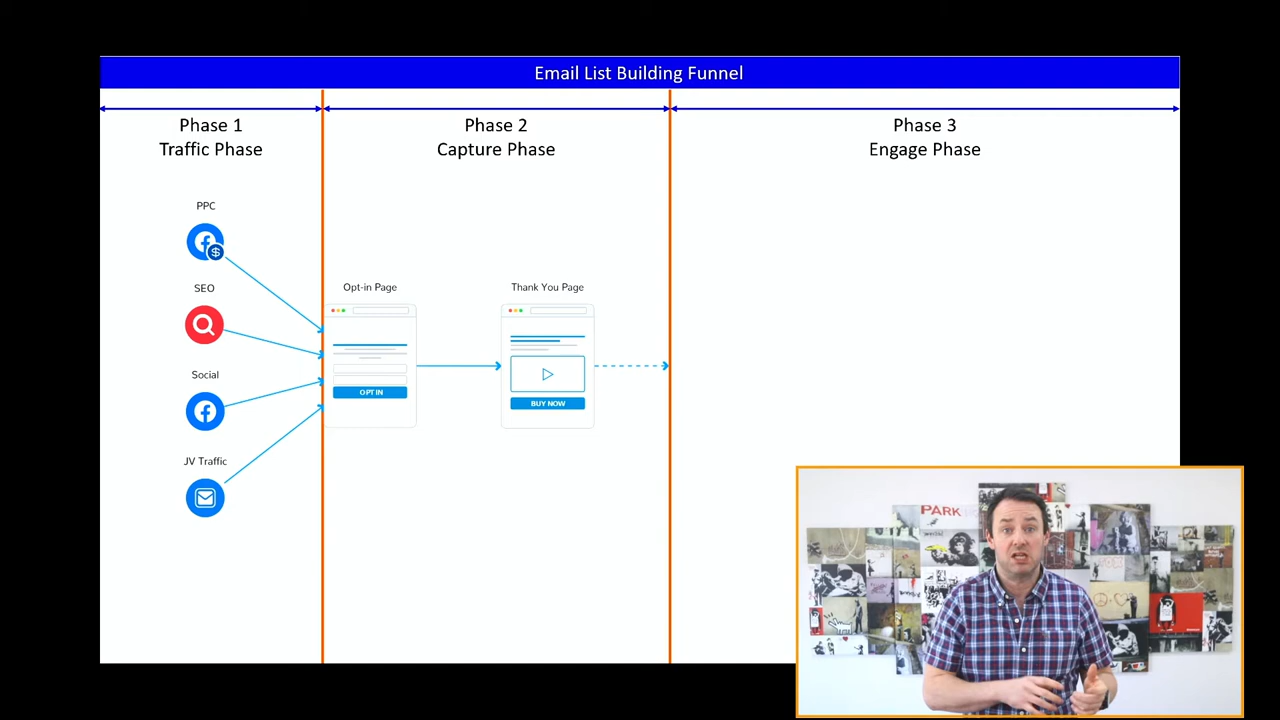 Email List Building Funnel
Phase 1
Traffic Phase
Phase 2
Capture Phase
Phase 3
Engage Phase
PPC
$
SEO
Social
JV Traffic
Opt-in Page
OPT IN
Thank You Page
BUY NOW
PARK